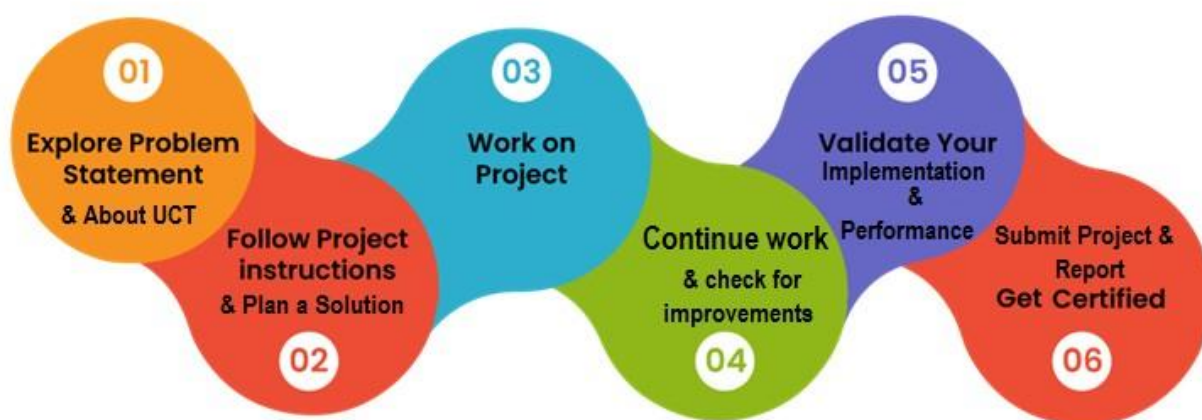 01
Explore Problem
Statement
& About UCT
Follow Project
instructions
& Plan a Solution
02
03
Work on
Project
Continue work
& check for
improvements
04
05
Validate Your
Implementation
&
Performance
Submit Project &
Report
Get Certified
06